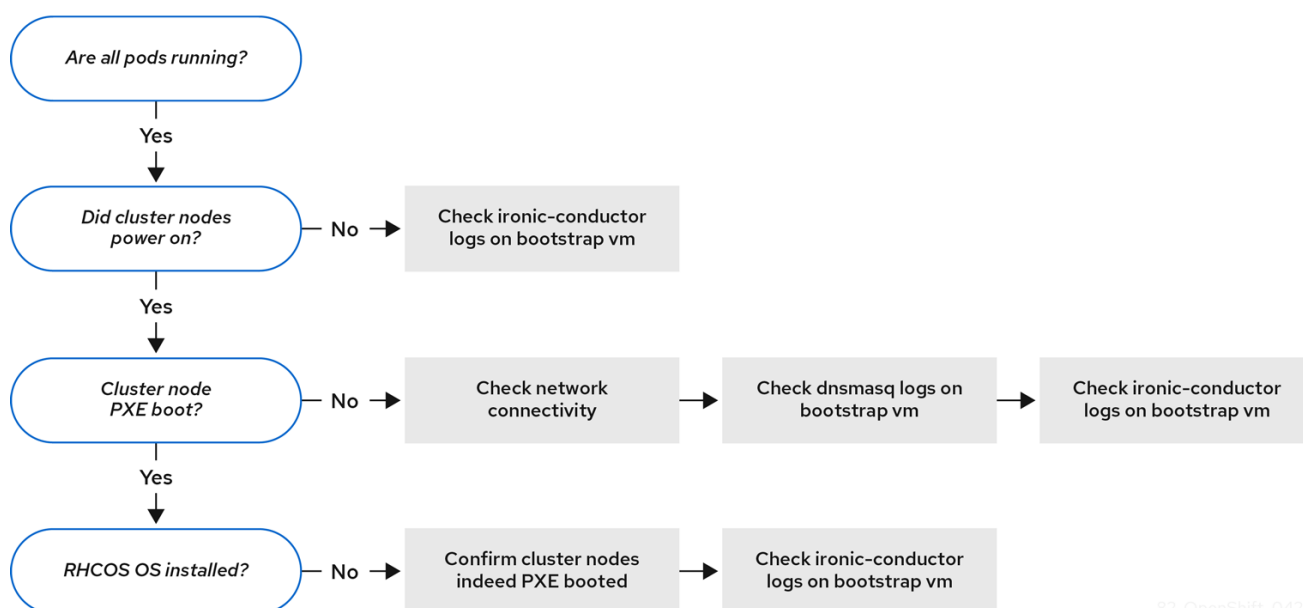 Are all pods running?
Yes
Did cluster nodes
power on?
No
Check ironic-conductor
logs on bootstrap vm
Yes
Cluster node
PXE boot?
No
Check network
connectivity
Check dnsmasq logs on
bootstrap vm
Check ironic-conductor
logs on bootstrap vm
Yes
RHCOS OS installed?
No
Confirm cluster nodes
indeed PXE booted
Check ironic-conductor
logs on bootstrap vm